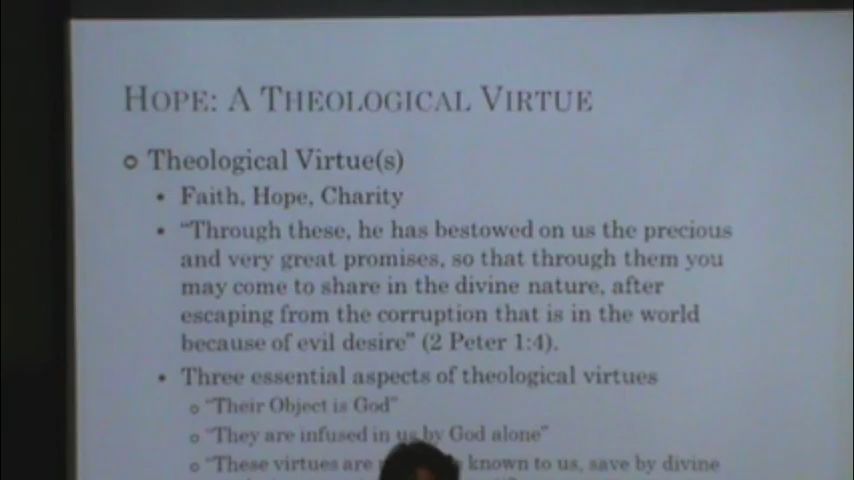 HOPE: A THEOLOGICAL VIRTUE
Theological Virtue(s)
• Faith, Hope, Charity
• "Through these, he has bestowed on us the precious
and very great promises, so that through them you
may come to share in the divine nature, after
escaping from the corruption that is in the world
because of evil desire" (2 Peter 1:4).
• Three essential aspects of theological virtues
"Their Object is God"
"They are infused in us by God alone"
"These virtues are known to us, save by divine